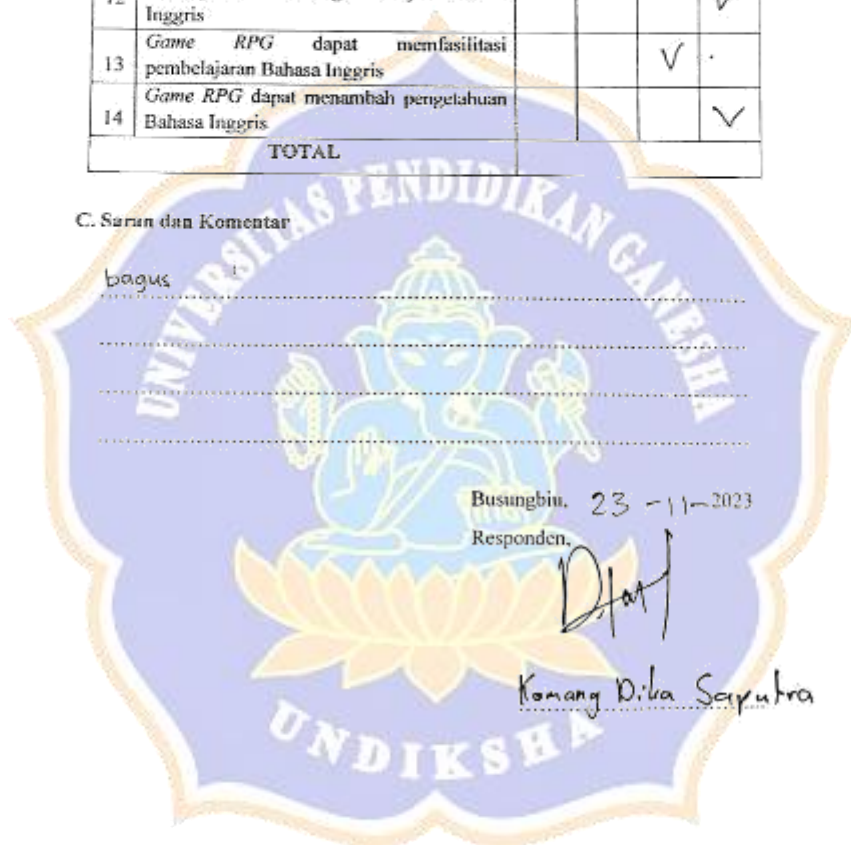 12
Inggris V
Game RPG dapat memfasilitasi
13 pembelajaran Bahasa Inggris V .
Game RPG dapat menambah pengetahuan
14 Bahasa Inggris V
TOTAL
C. Saran dan Komentar
bagus
Busungbiu, 23 - 11 - 2023
Responden,
Komang Dika Saputra
UNIVERSITAS PENDIDIKAN GANESHA
UNDIKSHA